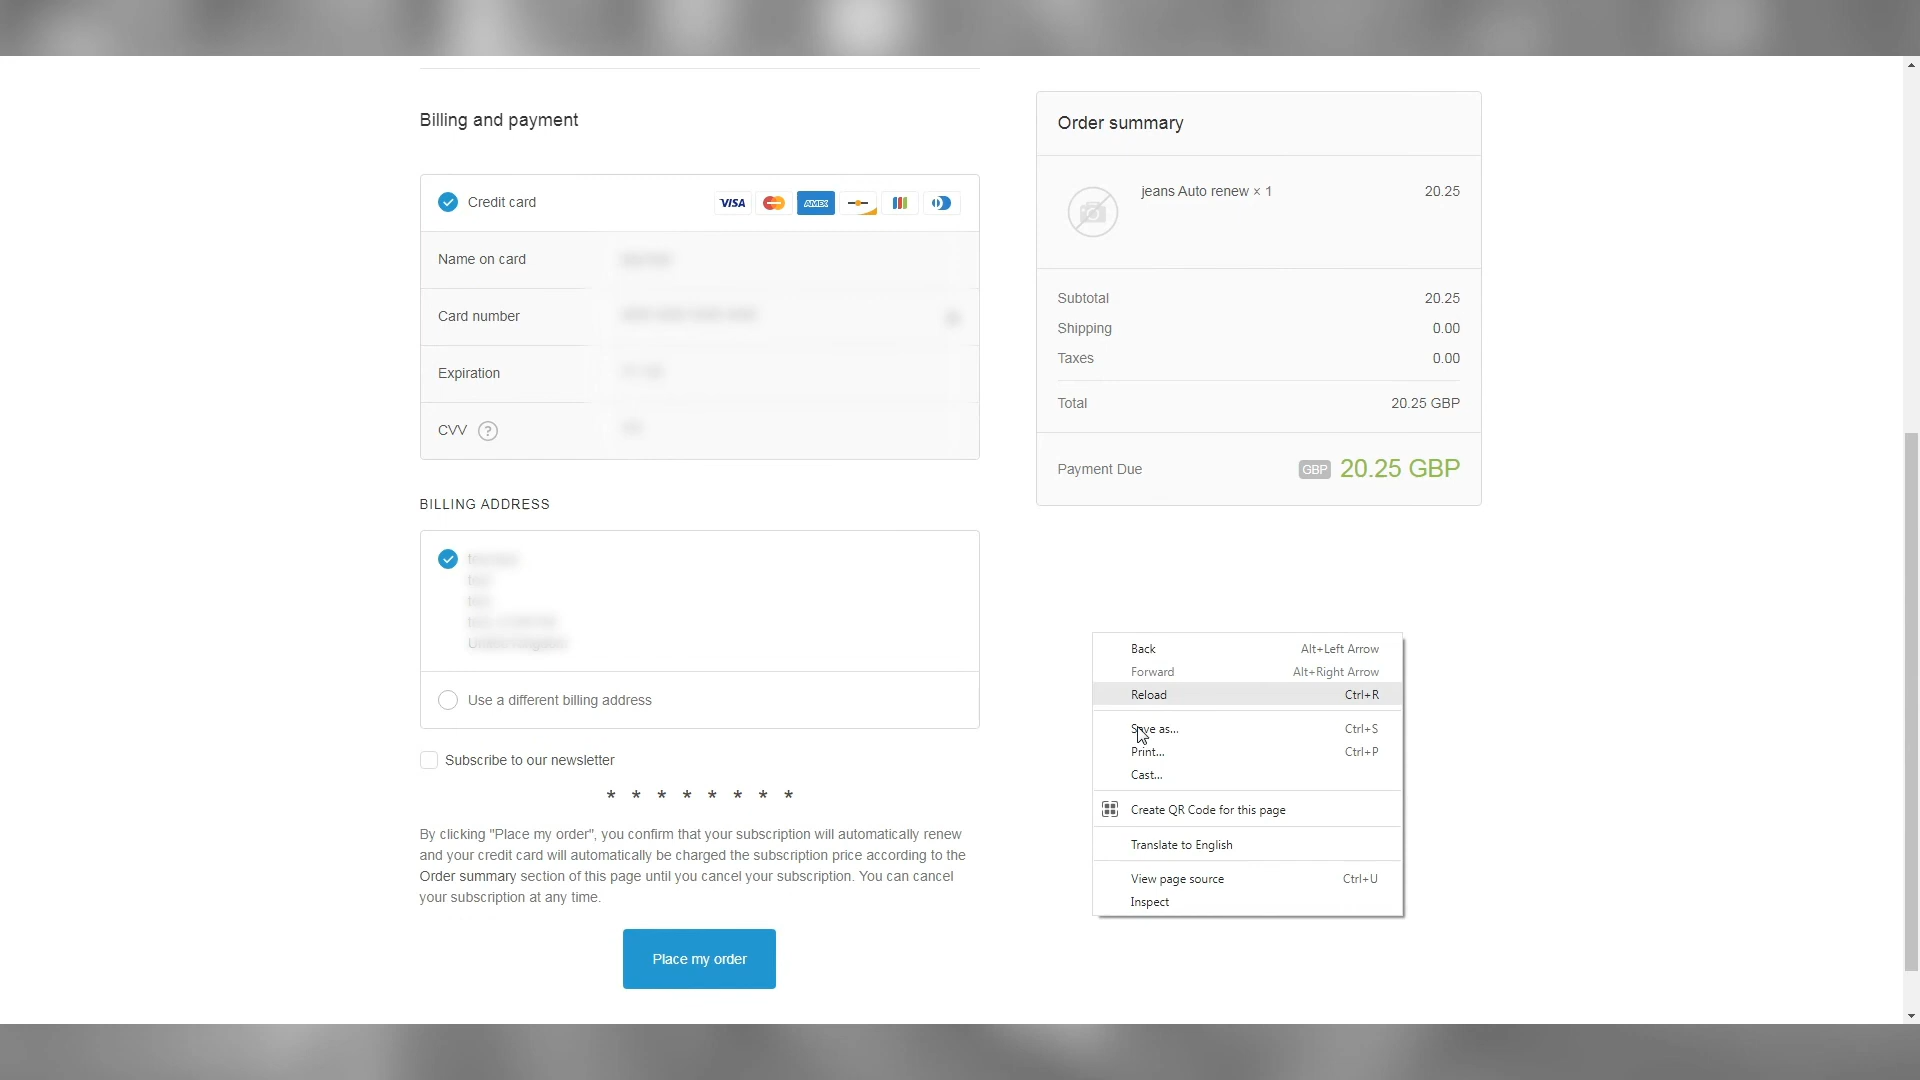 Billing and payment
Credit card
VISA
AMEX
Name on card
Card number
Expiration
CVV ?
BILLING ADDRESS
Use a different billing address
Subscribe to our newsletter
* * * * * * * *
By clicking "Place my order", you confirm that your subscription will automatically renew
and your credit card will automatically be charged the subscription price according to the
Order summary section of this page until you cancel your subscription. You can cancel
your subscription at any time.
Place my order
Order summary
jeans Auto renew × 1 20.25
Subtotal 20.25
Shipping 0.00
Taxes 0.00
Total 20.25 GBP
Payment Due GBP 20.25 GBP
Back Alt+Left Arrow
Forward Alt+Right Arrow
Reload Ctrl+R
Save as... Ctrl+S
Print... Ctrl+P
Cast...
Create QR Code for this page
Translate to English
View page source Ctrl+U
Inspect